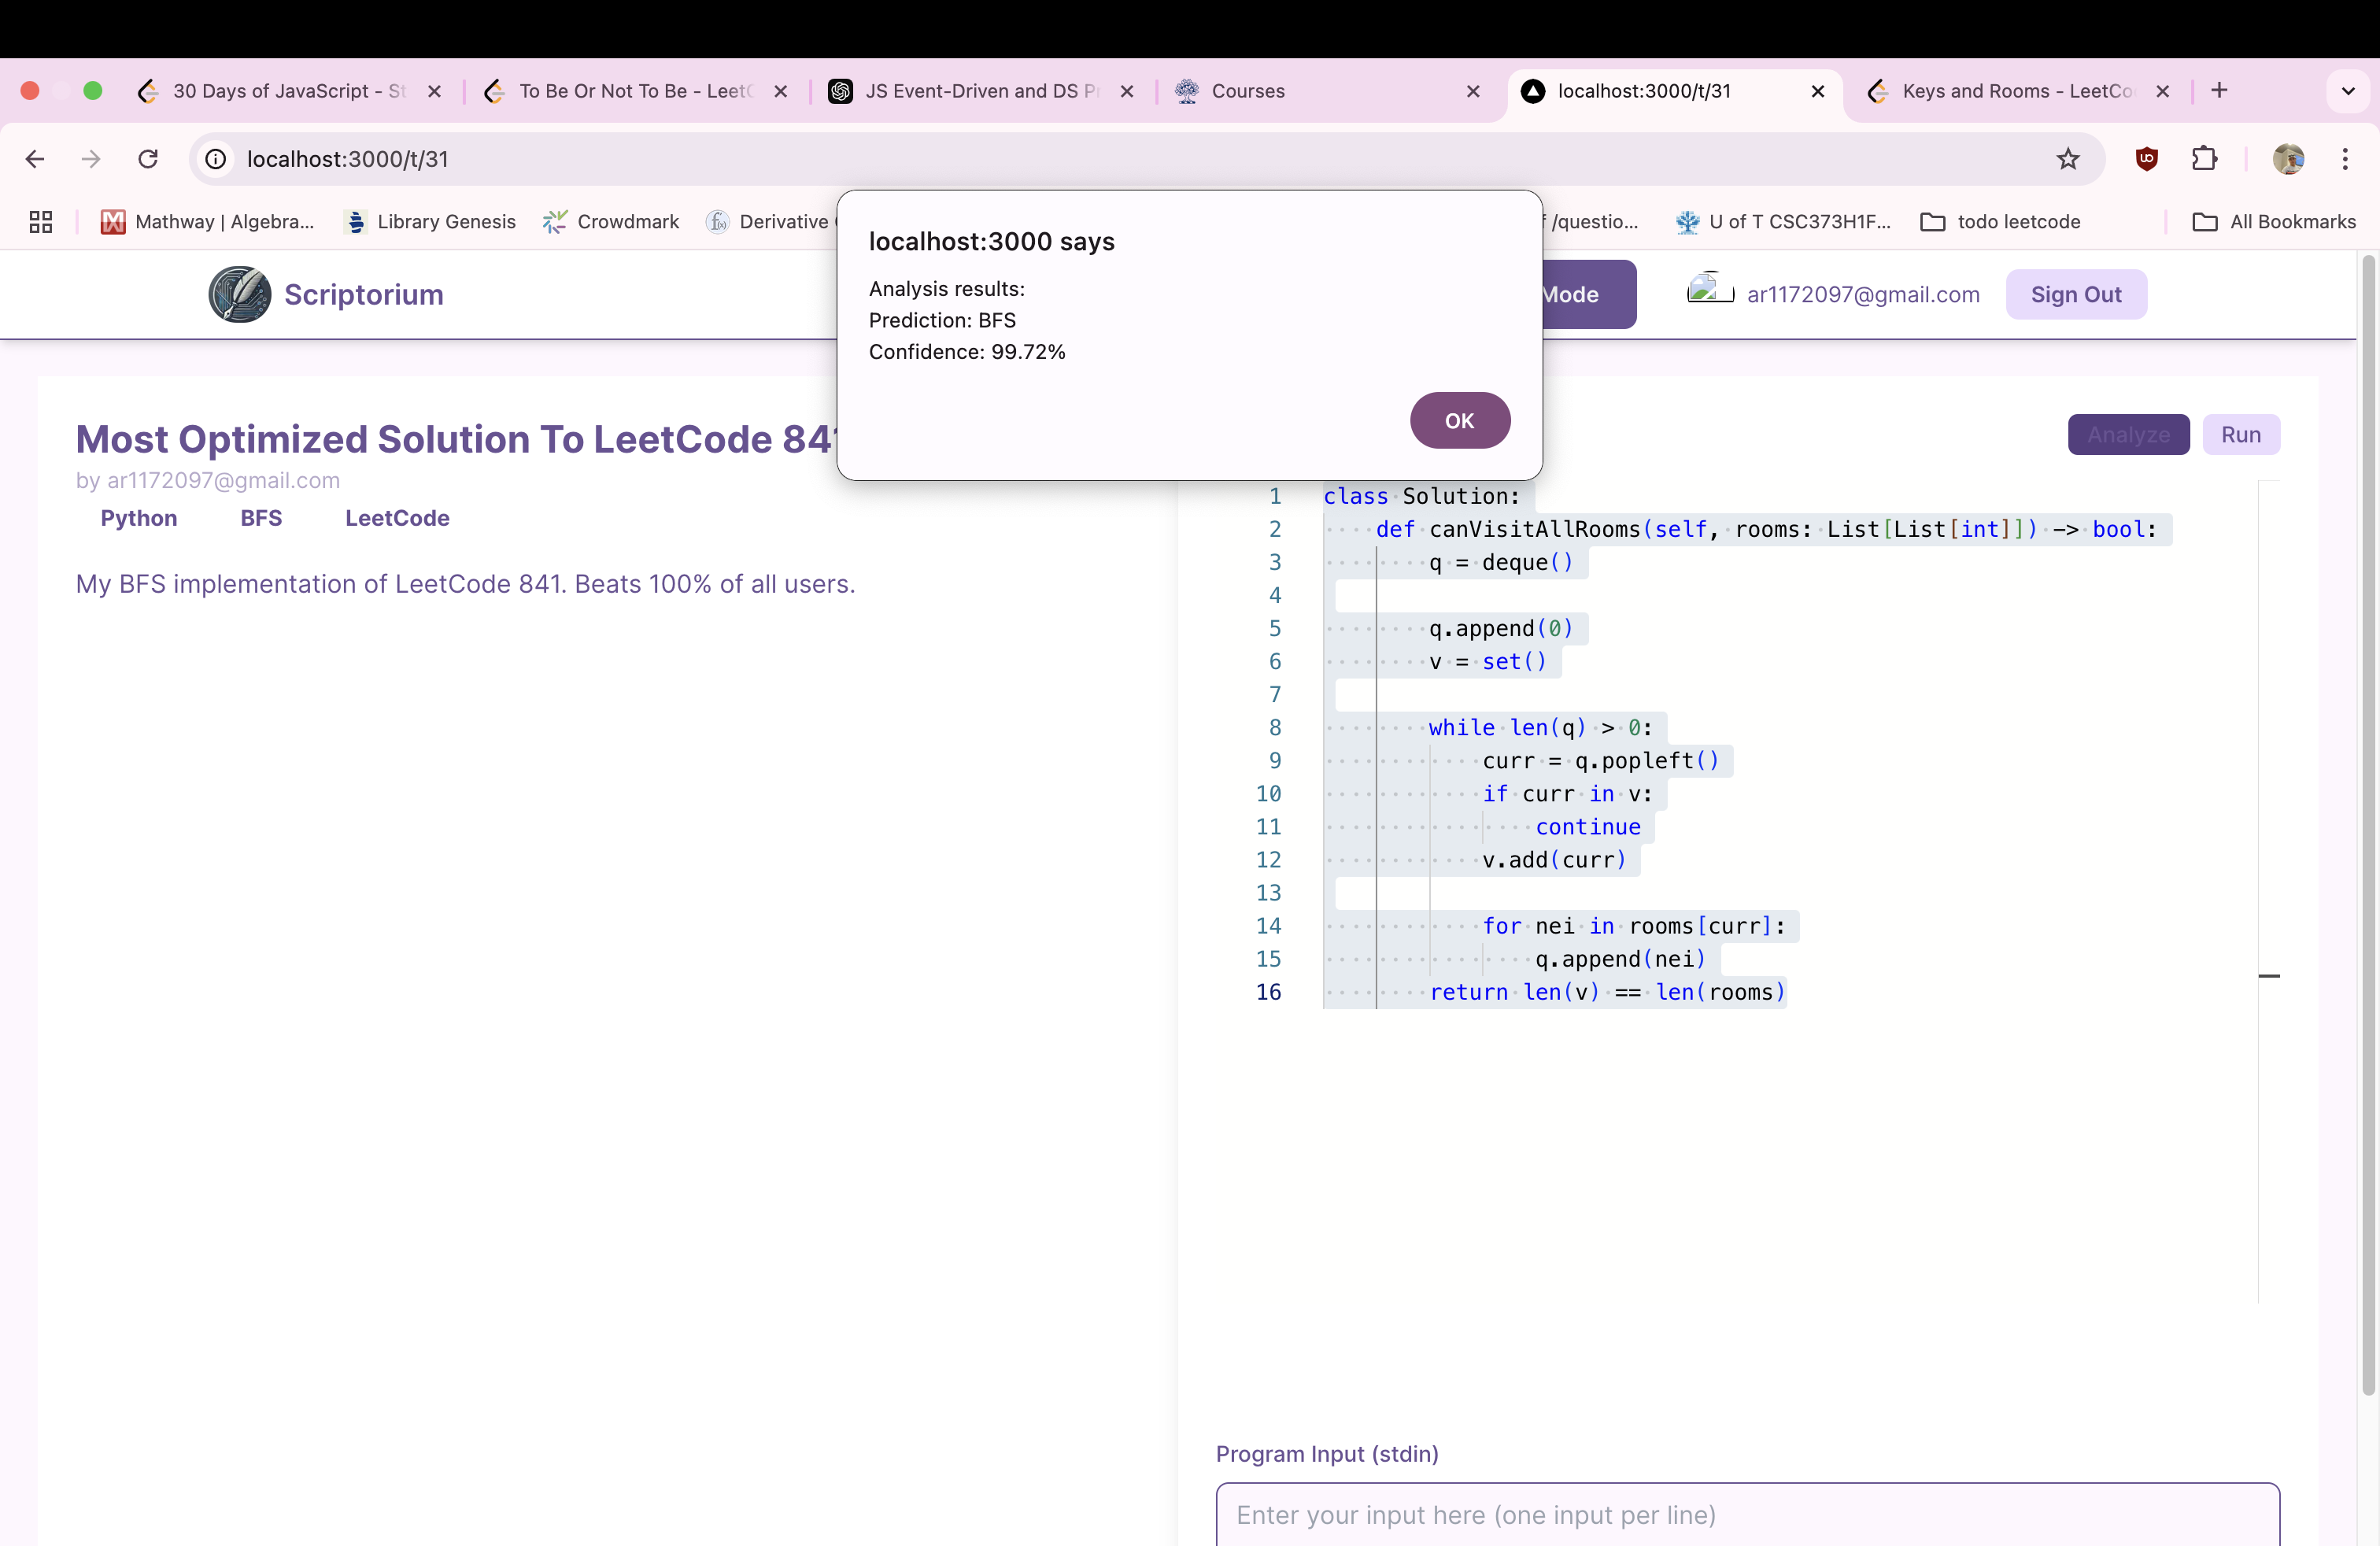 30 Days of JavaScript - St
To Be Or Not To Be - LeetC
JS Event-Driven and DS Pr
Courses
localhost:3000/t/31
Keys and Rooms - LeetCo
localhost:3000/t/31
Mathway | Algebra...
Library Genesis
Crowdmark
Derivative
f /questio...
U of T CSC373H1F...
todo leetcode
All Bookmarks
localhost:3000 says
Analysis results:
Prediction: BFS
Confidence: 99.72%
OK
Scriptorium
Mode
ar1172097@gmail.com
Sign Out
Most Optimized Solution To LeetCode 841
by ar1172097@gmail.com
Python BFS LeetCode
My BFS implementation of LeetCode 841. Beats 100% of all users.
Analyze
Run
1 class Solution:
2     def canVisitAllRooms(self, rooms: List[List[int]]) -> bool:
3         q = deque()
4
5         q.append(0)
6         v = set()
7
8         while len(q) > 0:
9             curr = q.popleft()
10             if curr in v:
11                 continue
12             v.add(curr)
13
14             for nei in rooms[curr]:
15                 q.append(nei)
16         return len(v) == len(rooms)
Program Input (stdin)
Enter your input here (one input per line)